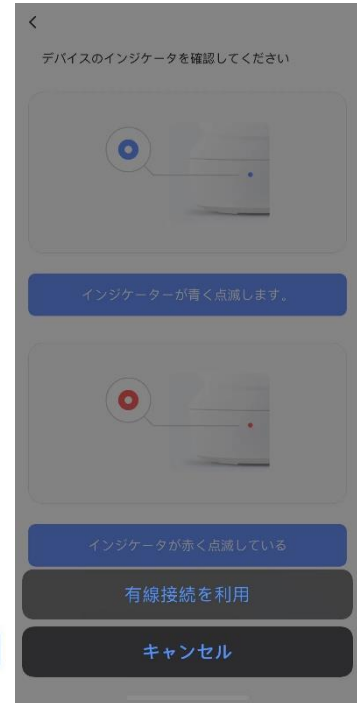 デバイスのインジケータを確認してください
インジケーターが青く点滅します。
インジケータが赤く点滅している
有線接続を利用
キャンセル